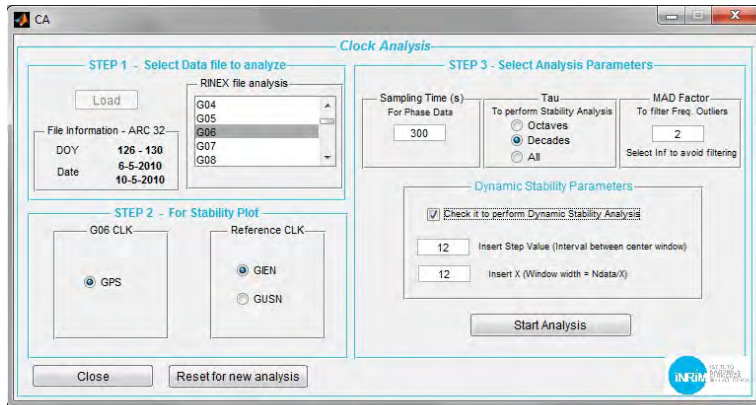 CA
Clock Analysis
STEP 1 - Select Data file to analyze
Load
File Information - ARC 32
DOY 126 - 130
Date 6-5-2010
10-5-2010
RINEX file analysis
G04
G05
G06
G07
G08
STEP 2 - For Stability Plot
G06 CLK
GPS
Reference CLK
GIEN
GUSN
Close
Reset for new analysis
STEP 3 - Select Analysis Parameters
Sampling Time (s)
For Phase Data
300
Tau
To perform Stability Analysis
Octaves
Decades
All
MAD Factor
To filter Freq. Outliers
2
Select Inf to avoid filtering
Dynamic Stability Parameters
Check it to perform Dynamic Stability Analysis
12 Insert Step Value (Interval between center window)
12 Insert X (Window width = Ndata/X)
Start Analysis
iNRiM